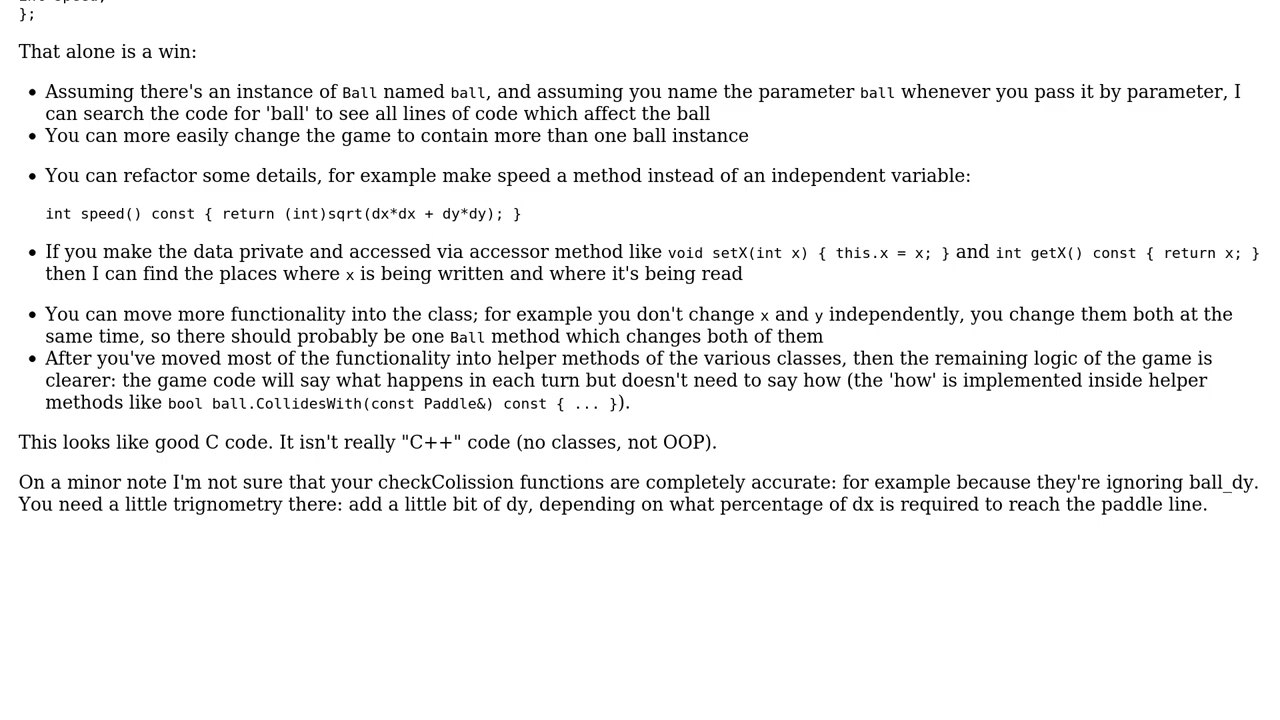 };
That alone is a win:
• Assuming there's an instance of Ball named ball, and assuming you name the parameter ball whenever you pass it by parameter, I
can search the code for 'ball' to see all lines of code which affect the ball
• You can more easily change the game to contain more than one ball instance
• You can refactor some details, for example make speed a method instead of an independent variable:
int speed() const { return (int)sqrt(dx*dx + dy*dy); }
• If you make the data private and accessed via accessor method like void setX(int x) { this.x = x; } and int getX() const { return x; }
then I can find the places where x is being written and where it's being read
• You can move more functionality into the class; for example you don't change x and y independently, you change them both at the
same time, so there should probably be one Ball method which changes both of them
• After you've moved most of the functionality into helper methods of the various classes, then the remaining logic of the game is
clearer: the game code will say what happens in each turn but doesn't need to say how (the 'how' is implemented inside helper
methods like bool ball.CollidesWith(const Paddle&) const { ... }).
This looks like good C code. It isn't really "C++" code (no classes, not OOP).
On a minor note I'm not sure that your checkColission functions are completely accurate: for example because they're ignoring ball_dy.
You need a little trignometry there: add a little bit of dy, depending on what percentage of dx is required to reach the paddle line.